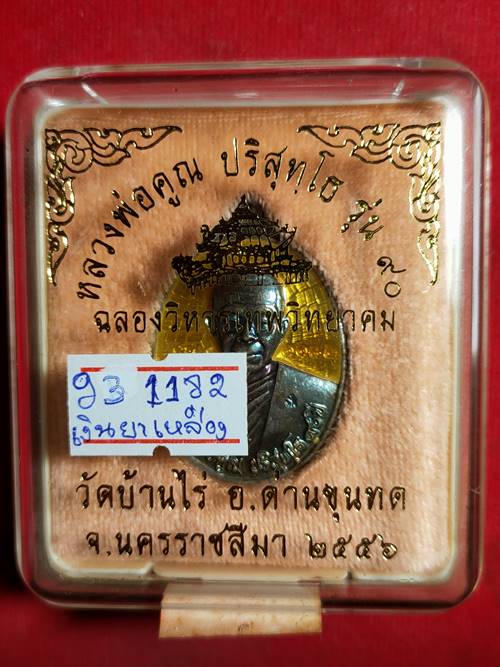 หลวงพ่อคูณ ปริสุทฺโธ รุ่น ๙๐
ฉลองวิหารเทพวิทยาคม
93 1182
เงินยาเหลือง
วัดบ้านไร่ อ.ด่านขุนทด
จ.นครราชสีมา ๒๕๕๖